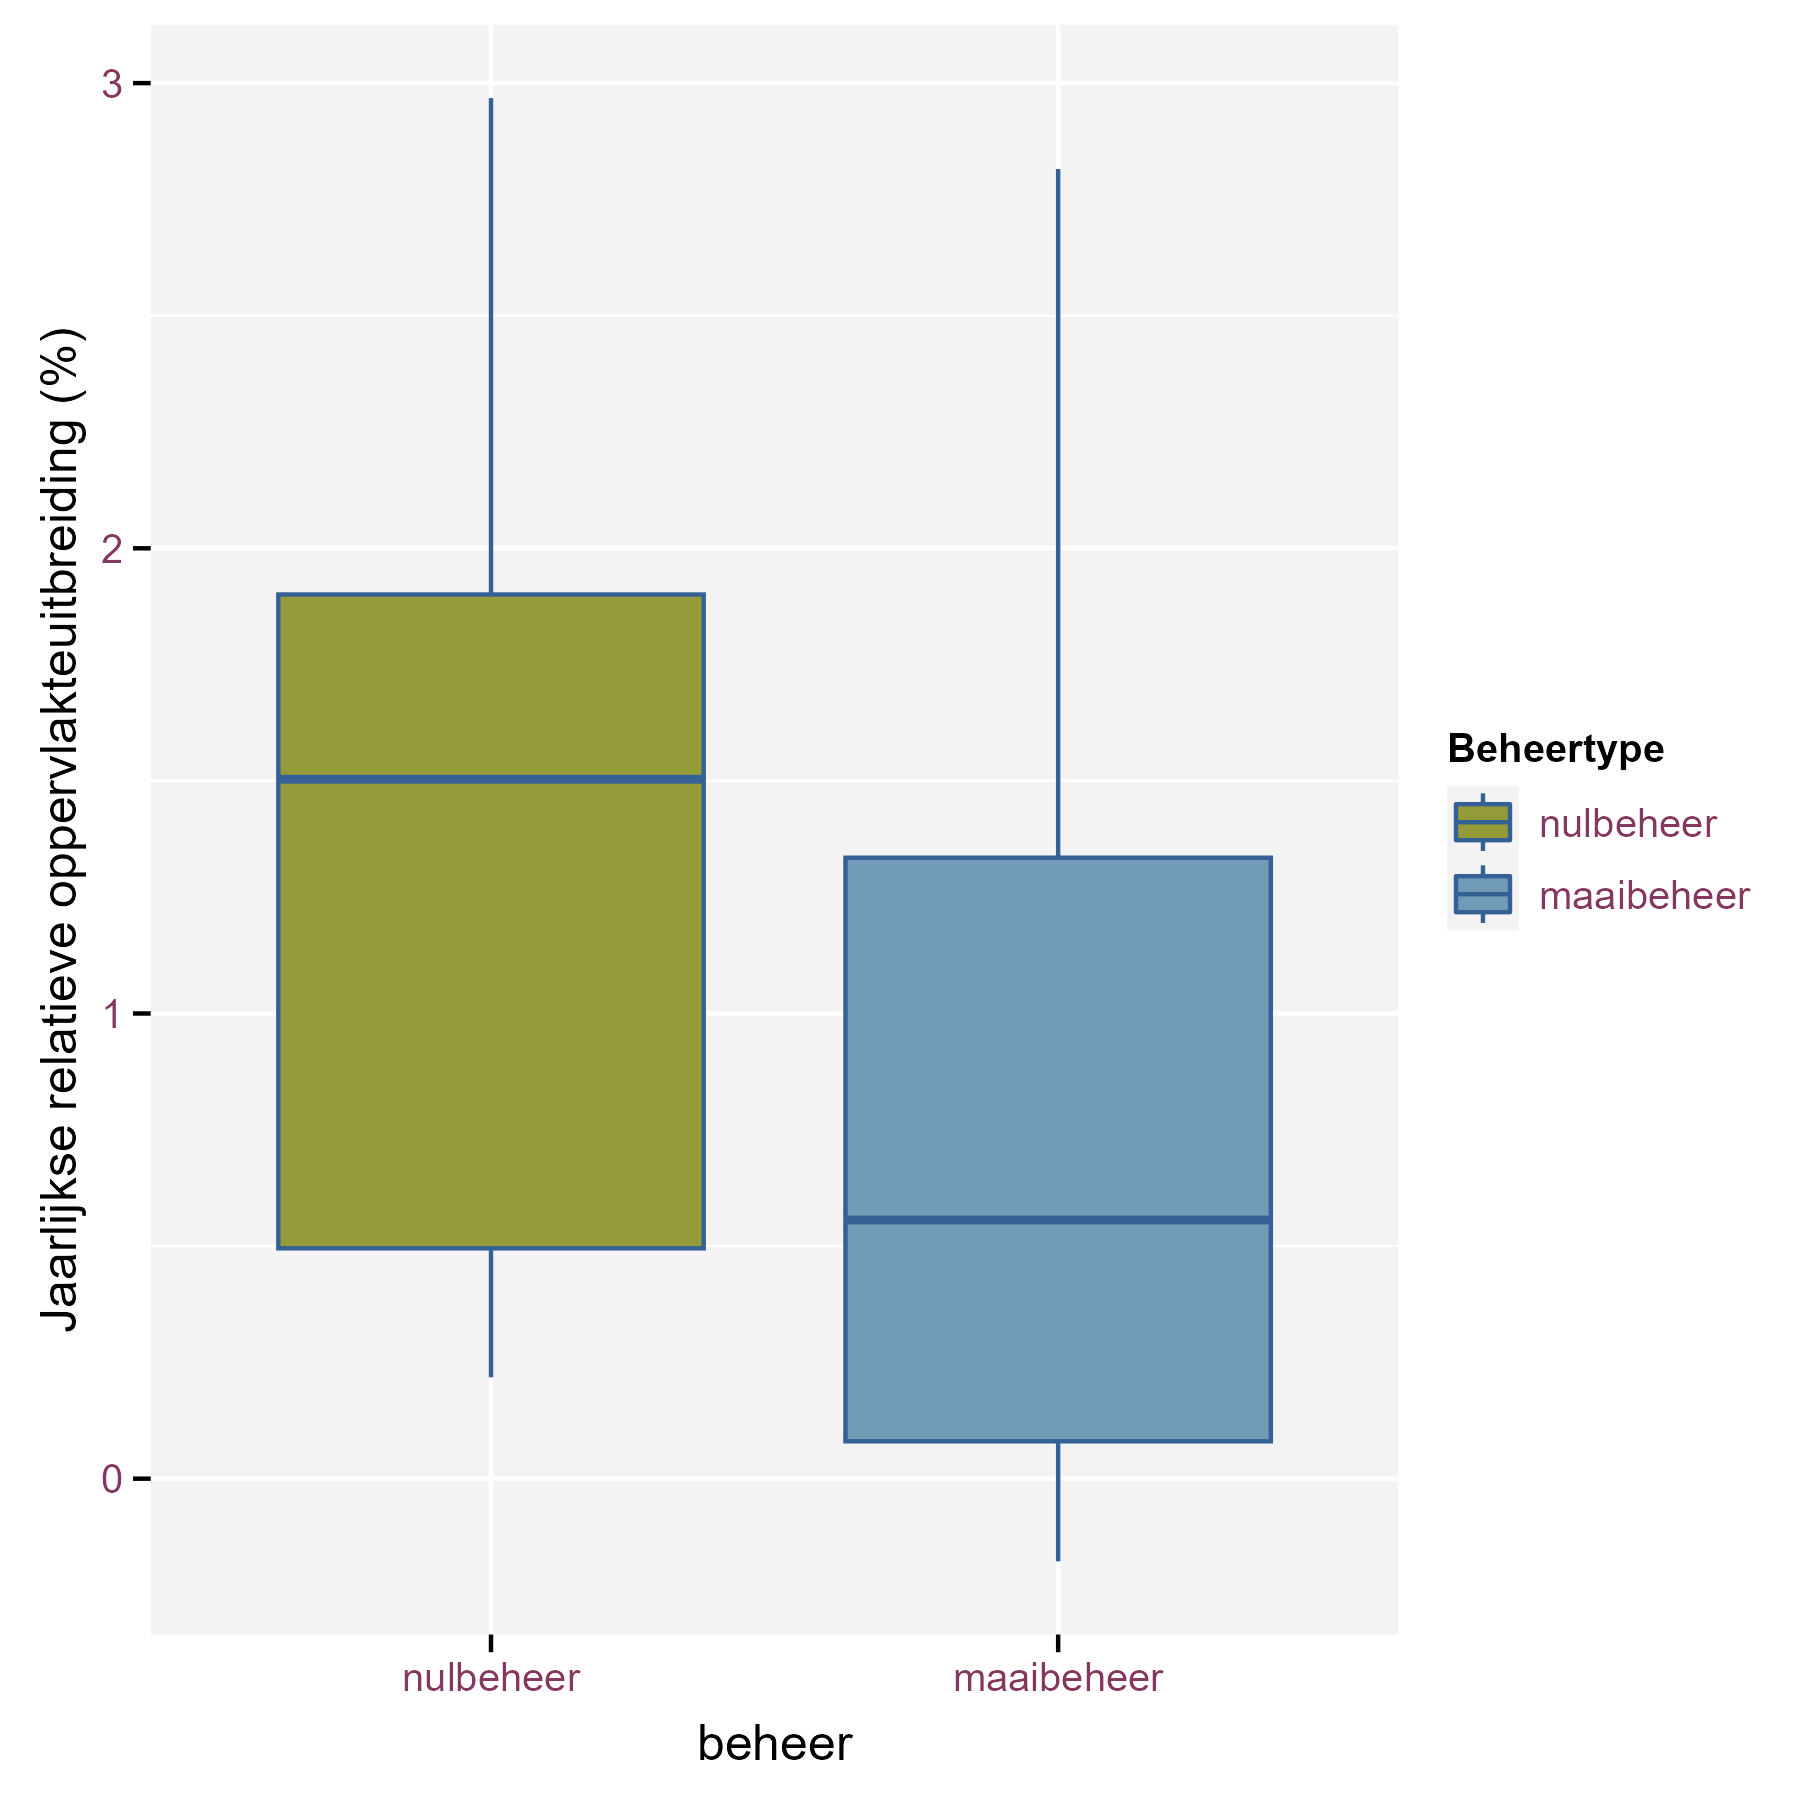 Jaarlijkse relatieve oppervlakteuitbreiding (%)
3
2
1
0
nulbeheer
maaibeheer
beheer
Beheertype
nulbeheer
maaibeheer